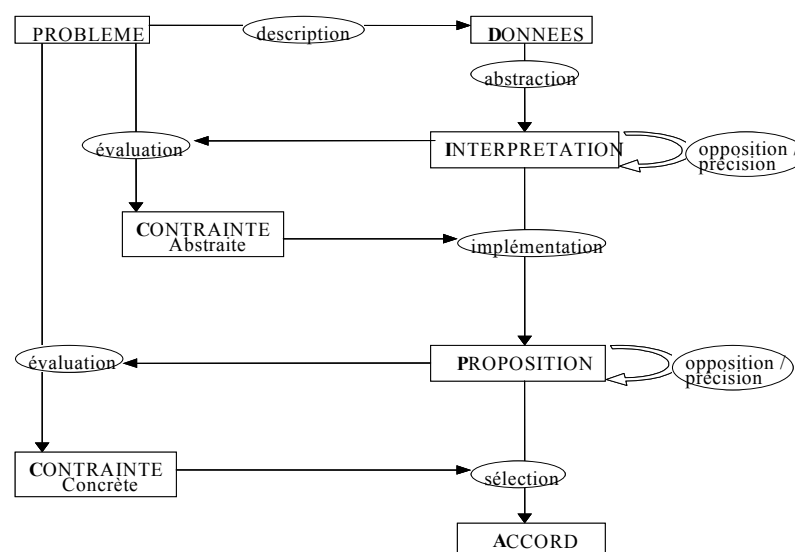 PROBLEME
description
DONNEES
abstraction
évaluation
INTERPRETATION
opposition /
précision
CONTRAINTE
Abstraite
implémentation
évaluation
PROPOSITION
opposition /
précision
CONTRAINTE
Concrète
sélection
ACCORD